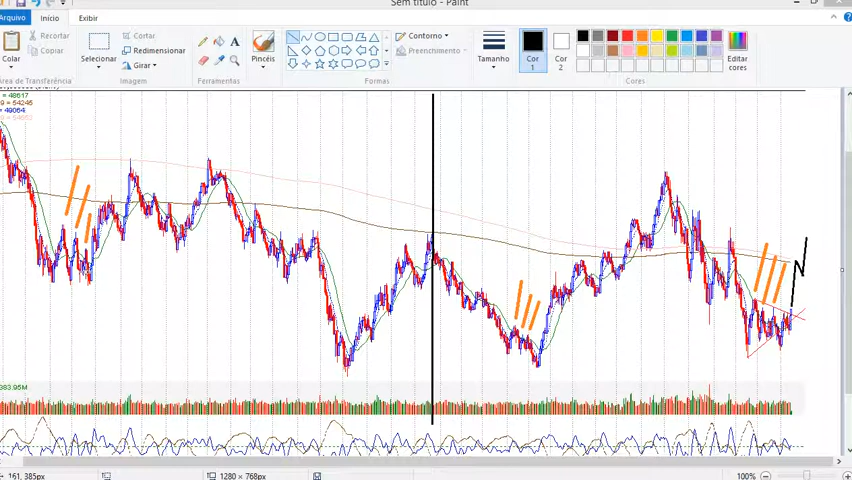 Sem título - Paint
Arquivo Início Exibir
Colar
Recortar
Copiar
Área de Transferência
Selecionar
Cortar
Redimensionar
Girar
Imagem
Ferramentas
Pincéis
Contorno
Preenchimento
Formas
Tamanho
Cor
1
Cor
2
Editar
cores
Cores
= 48617
9 = 54245
= 49064
383.95M
161, 385px
1280 × 768px
100%